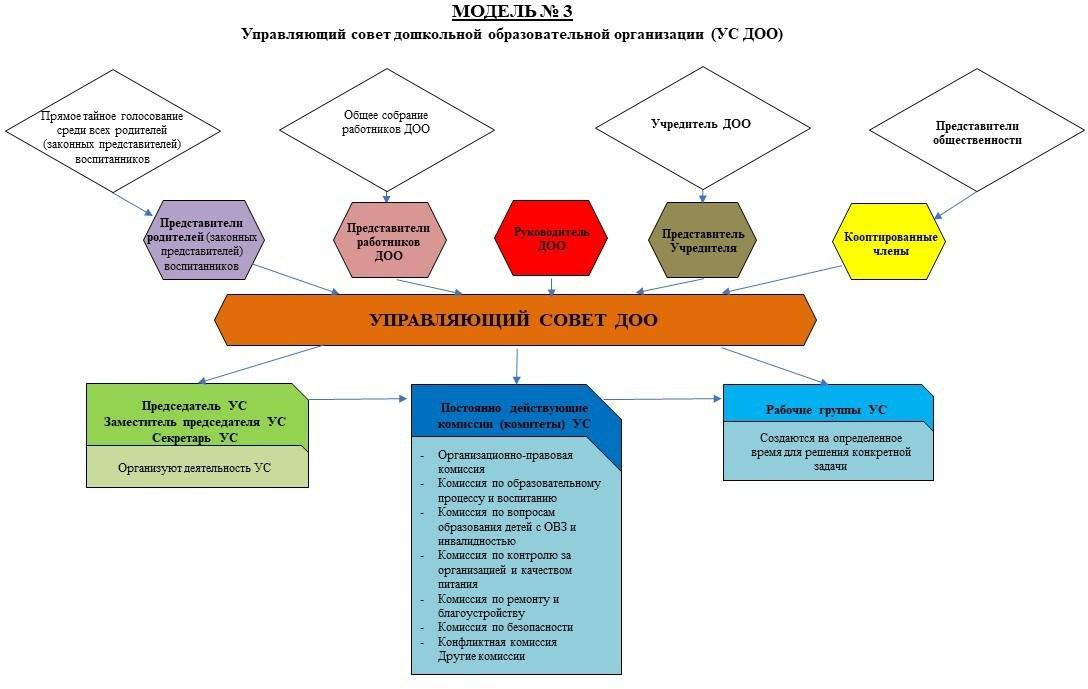 МОДЕЛЬ № 3
Управляющий совет дошкольной образовательной организации (УС ДОО)
Прямое тайное голосование
среди всех родителей
(законных представителей)
воспитанников
Общее собрание
работников ДОО
Учредитель ДОО
Представители
общественности
Представители
родителей (законных
представителей)
воспитанников
Представители
работников
ДОО
Руководитель
ДОО
Представитель
Учредителя
Кооптированные
члены
УПРАВЛЯЮЩИЙ СОВЕТ ДОО
Председатель УС
Заместитель председателя УС
Секретарь УС
Организуют деятельность УС
Постоянно действующие
комиссии (комитеты) УС
- Организационно-правовая
комиссия
- Комиссия по образовательному
процессу и воспитанию
- Комиссия по вопросам
образования детей с ОВЗ и
инвалидностью
- Комиссия по контролю за
организацией и качеством
питания
- Комиссия по ремонту и
благоустройству
- Комиссия по безопасности
- Конфликтная комиссия
Другие комиссии
Рабочие группы УС
Создаются на определенное
время для решения конкретной
задачи